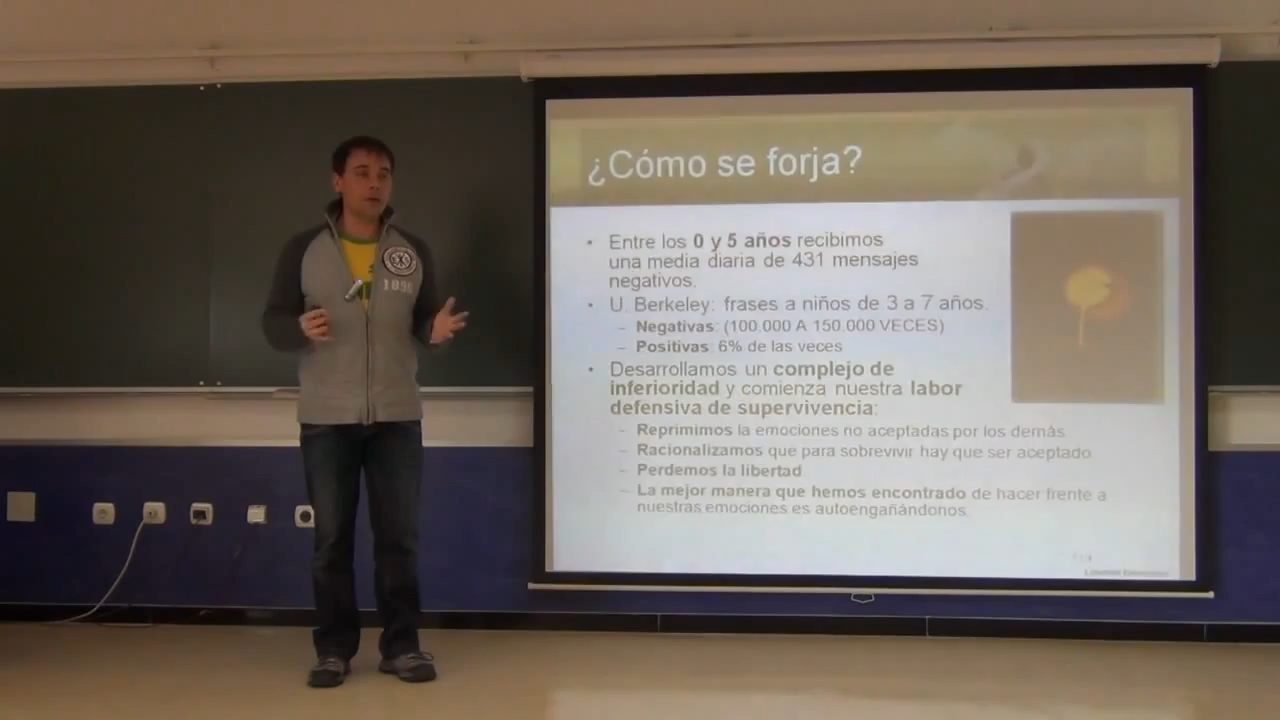 ¿Cómo se forja?
• Entre los 0 y 5 años recibimos
una media diaria de 431 mensajes
negativos.
• U. Berkeley: frases a niños de 3 a 7 años.
– Negativas: (100.000 A 150.000 VECES)
– Positivas: 6% de las veces
• Desarrollamos un complejo de
inferioridad y comienza nuestra labor
defensiva de supervivencia:
– Reprimimos la emociones no aceptadas por los demás
– Racionalizamos que para sobrevivir hay que ser aceptado
– Perdemos la libertad
– La mejor manera que hemos encontrado de hacer frente a
nuestras emociones es autoengañándonos.